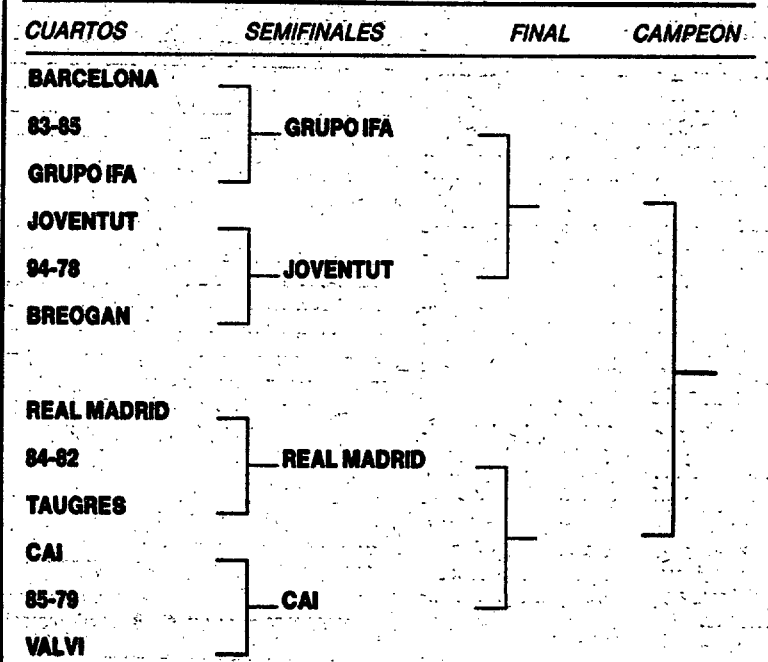 CUARTOS SEMIFINALES FINAL CAMPEON
BARCELONA
83-85 GRUPO IFA
GRUPO IFA
JOVENTUT
94-78 JOVENTUT
BREOGAN
REAL MADRID
84-82 REAL MADRID
TAUGRES
CAI
85-79 CAI
VALVI